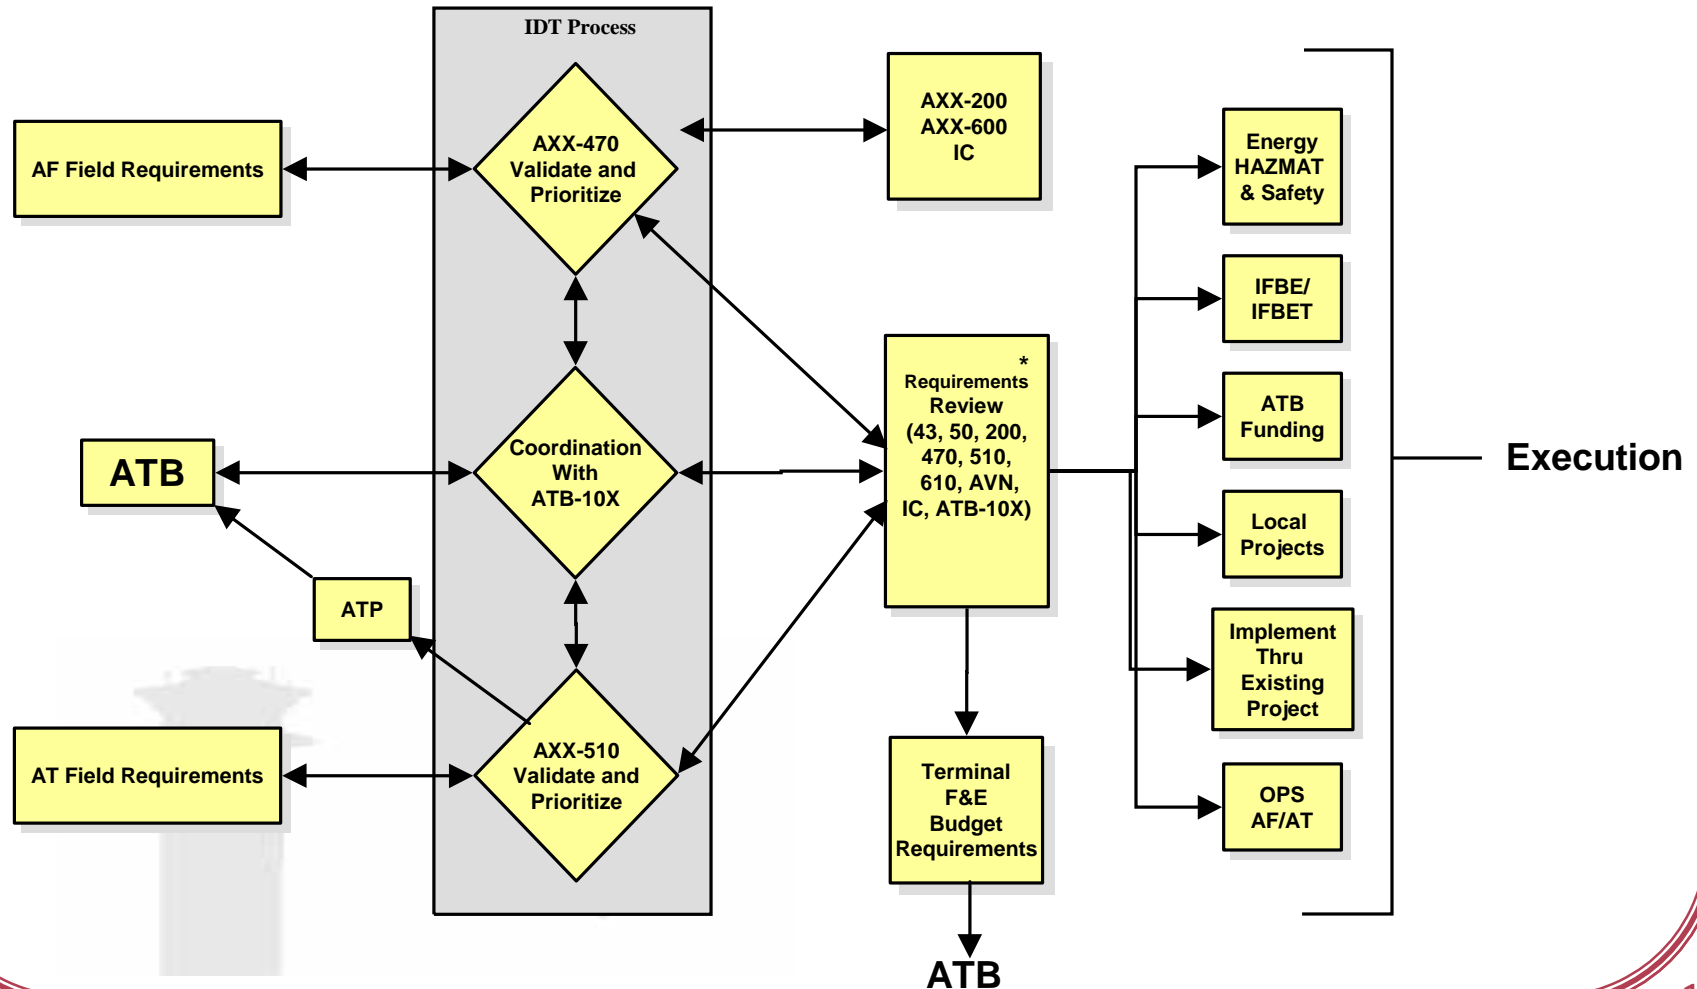 IDT Process
AF Field Requirements
AXX-470
Validate and
Prioritize
AXX-200
AXX-600
IC
Energy
HAZMAT
& Safety
IFBE/
IFBET
ATB
Funding
Local
Projects
Implement
Thru
Existing
Project
OPS
AF/AT
Execution
*
Requirements
Review
(43, 50, 200,
470, 510,
610, AVN,
IC, ATB-10X)
ATB
Coordination
With
ATB-10X
ATP
AT Field Requirements
AXX-510
Validate and
Prioritize
Terminal
F&E
Budget
Requirements
ATB